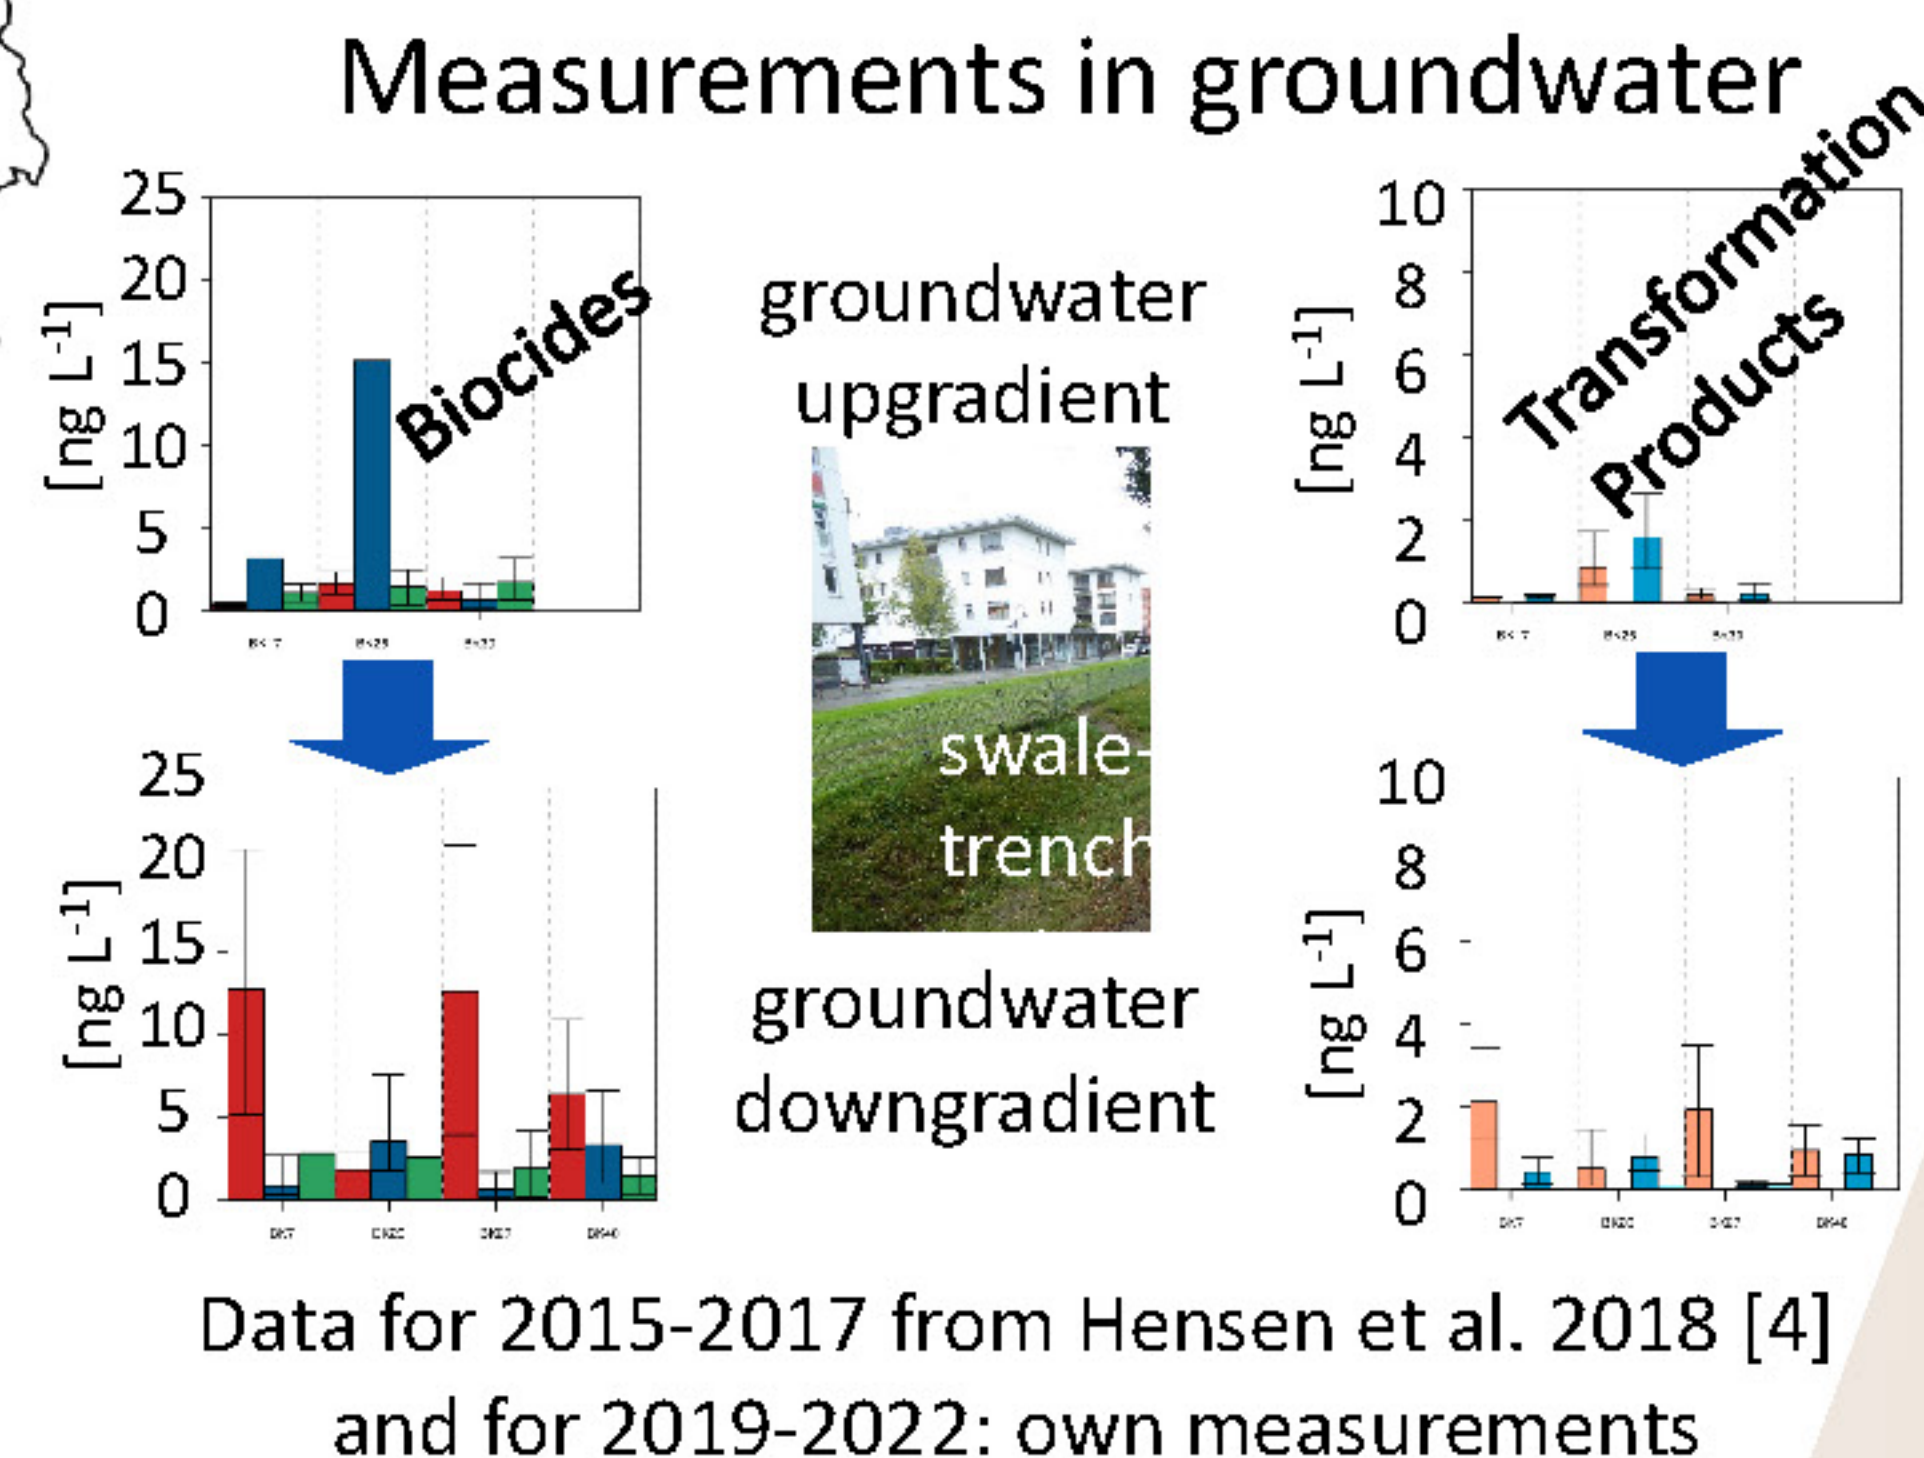 Measurements in groundwater
25
20
15
10
5
0
[ng L⁻¹]
Biocides
groundwater
upgradient
10
8
6
4
2
0
[ng L⁻¹]
Transformation
Products
swale-
trench
25
20
15
10
5
0
[ng L⁻¹]
groundwater
downgradient
10
8
6
4
2
0
[ng L⁻¹]
Data for 2015-2017 from Hensen et al. 2018 [4]
and for 2019-2022: own measurements